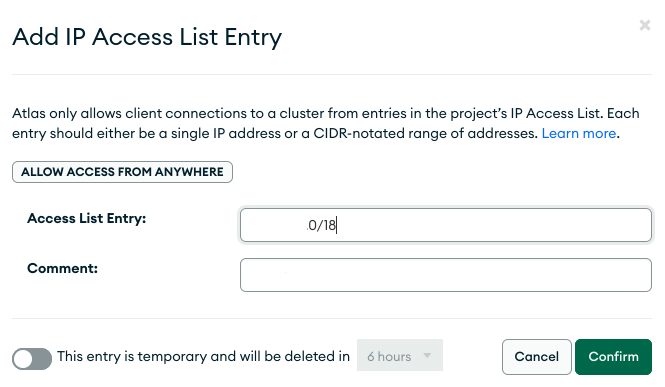 Add IP Access List Entry
×
Atlas only allows client connections to a cluster from entries in the project's IP Access List. Each
entry should either be a single IP address or a CIDR-notated range of addresses. Learn more.
ALLOW ACCESS FROM ANYWHERE
Access List Entry: .0/18
Comment:
This entry is temporary and will be deleted in 6 hours Cancel Confirm